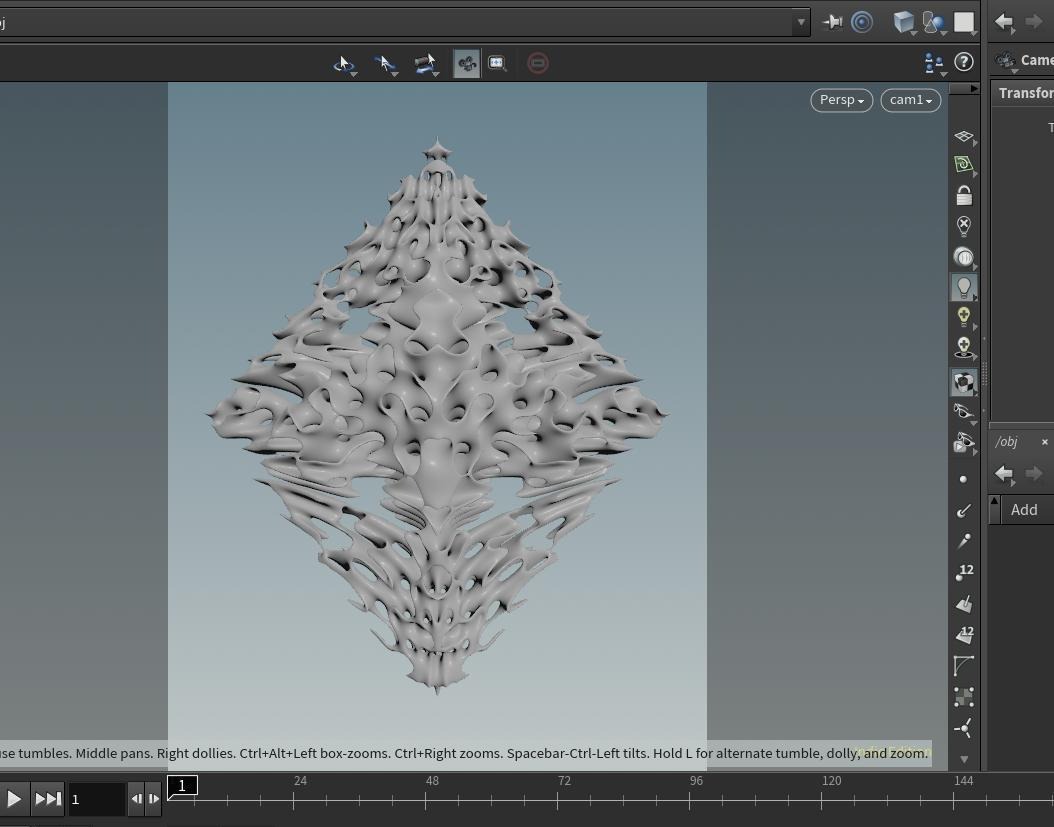 bj
Came
Persp
cam1
Transfor
T
/obj
Add
12
12
use tumbles. Middle pans. Right dollies. Ctrl+Alt+Left box-zooms. Ctrl+Right zooms. Spacebar-Ctrl-Left tilts. Hold L for alternate tumble, dolly, and zoom.
1
1
24
48
72
96
120
144